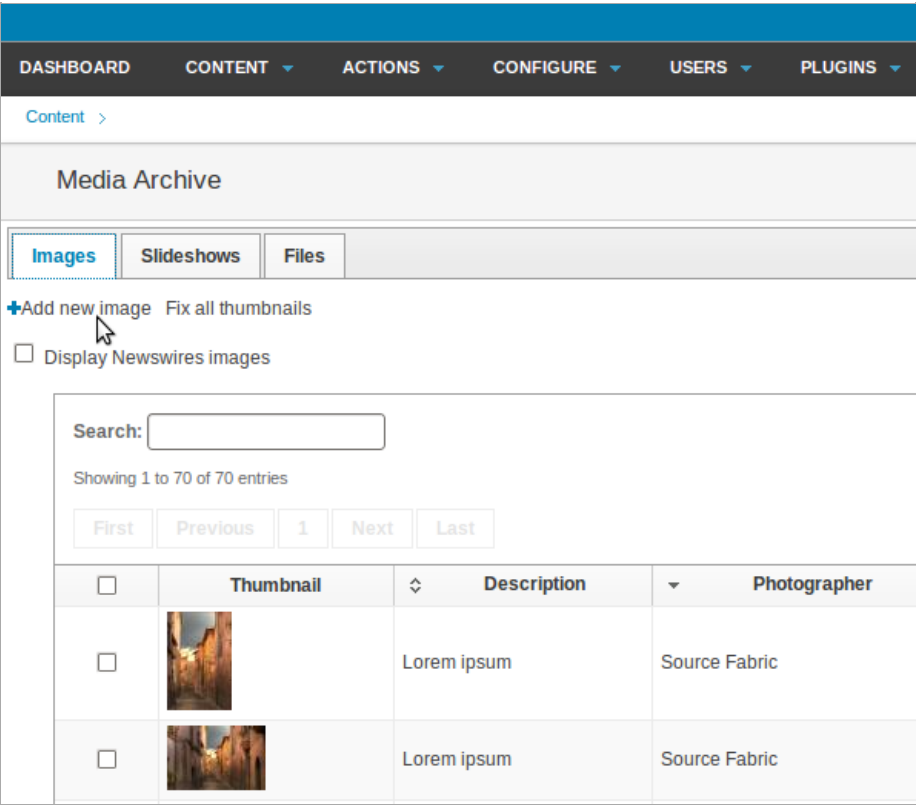 DASHBOARD CONTENT ACTIONS CONFIGURE USERS PLUGINS
Content >
Media Archive
Images Slideshows Files
+Add new image Fix all thumbnails
Display Newswires images
Search:
Showing 1 to 70 of 70 entries
First Previous 1 Next Last
Thumbnail Description Photographer
Lorem ipsum Source Fabric
Lorem ipsum Source Fabric